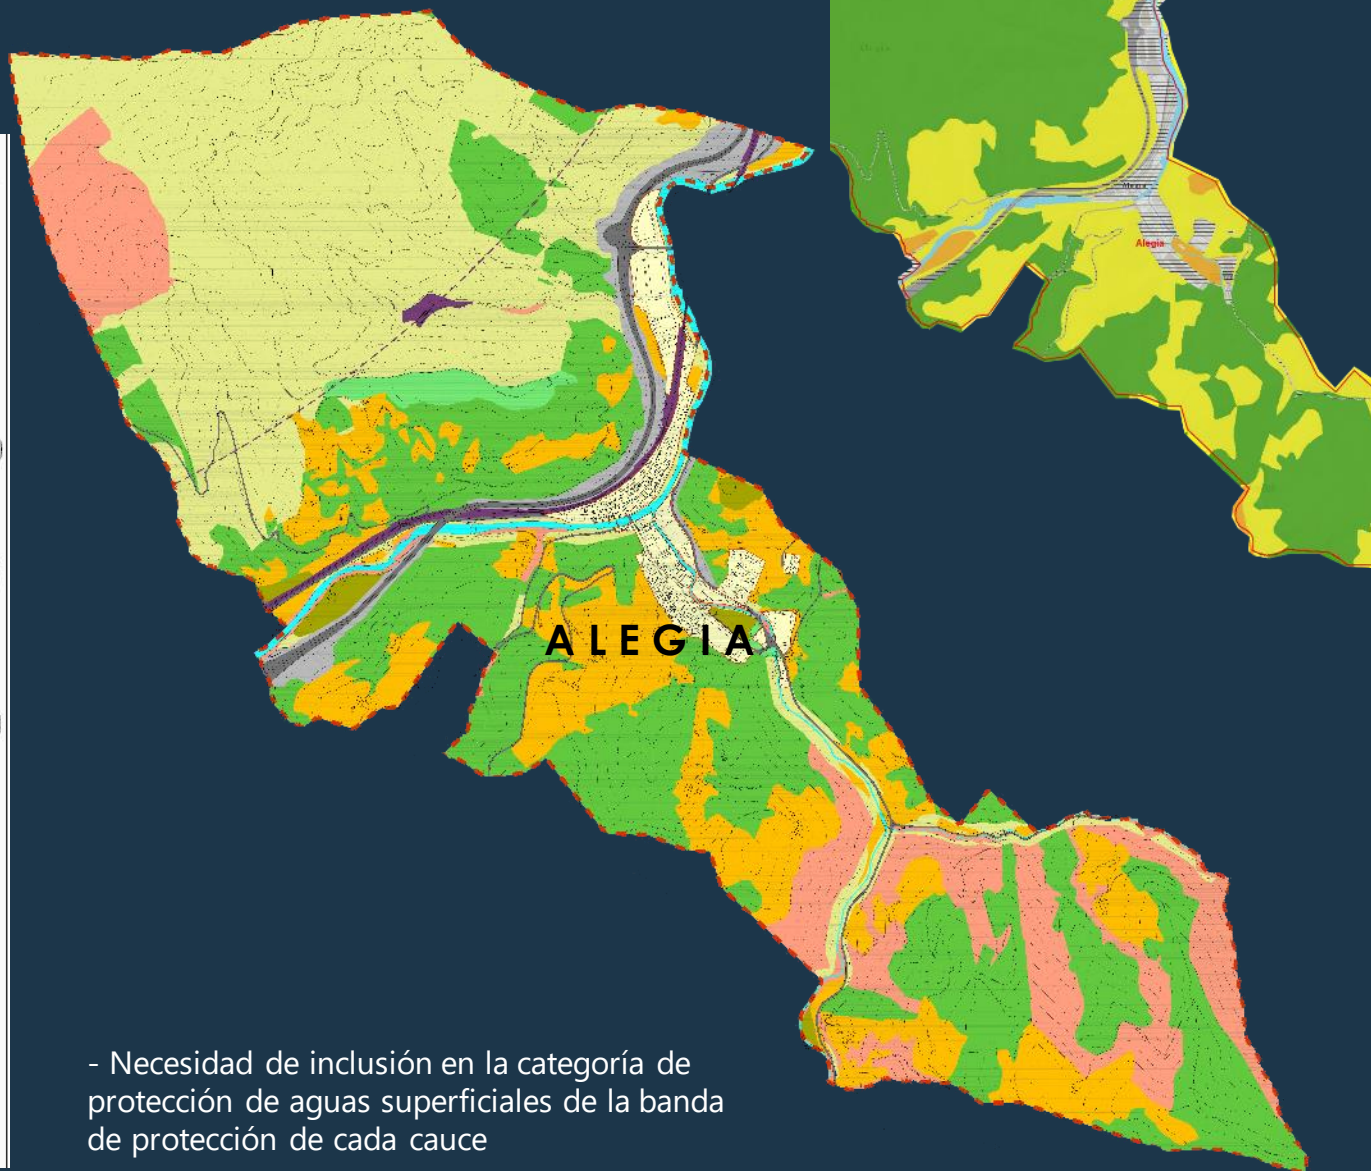 Alegia
A L E G I A
- Necesidad de inclusión en la categoría de
protección de aguas superficiales de la banda
de protección de cada cauce